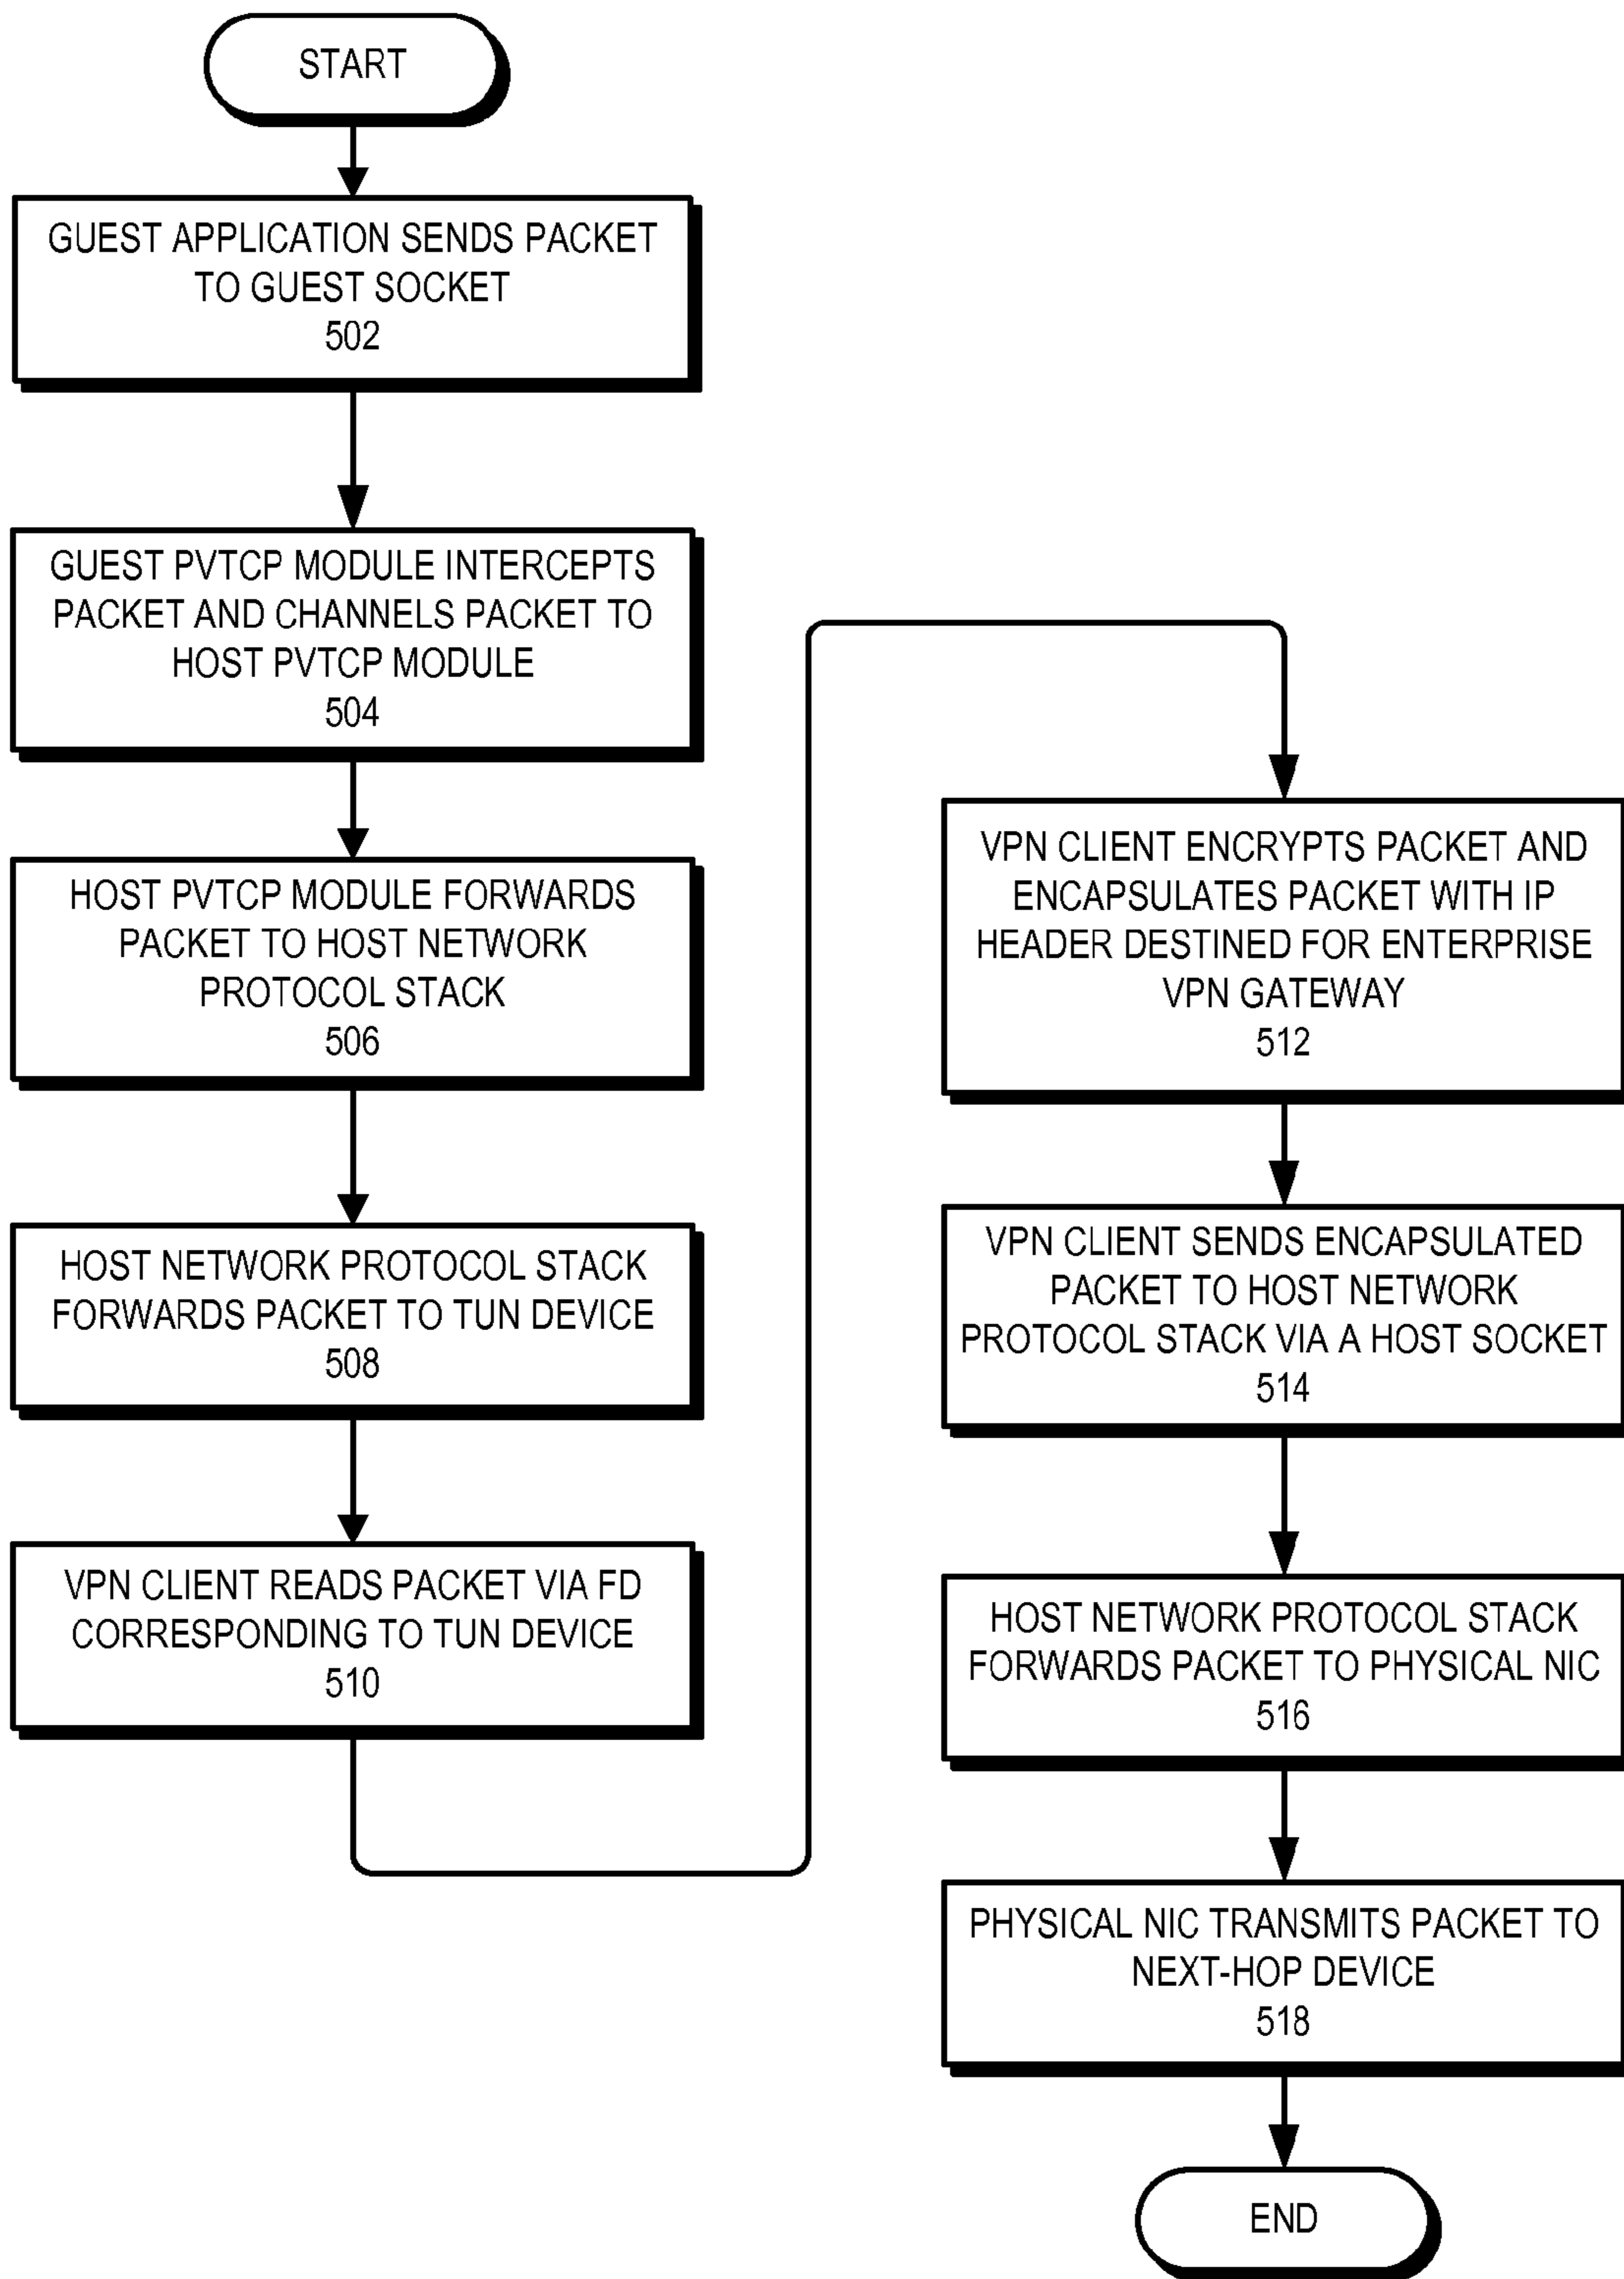 START
GUEST APPLICATION SENDS PACKET
TO GUEST SOCKET
502
GUEST PVTCP MODULE INTERCEPTS
PACKET AND CHANNELS PACKET TO
HOST PVTCP MODULE
504
HOST PVTCP MODULE FORWARDS
PACKET TO HOST NETWORK
PROTOCOL STACK
506
HOST NETWORK PROTOCOL STACK
FORWARDS PACKET TO TUN DEVICE
508
VPN CLIENT READS PACKET VIA FD
CORRESPONDING TO TUN DEVICE
510
VPN CLIENT ENCRYPTS PACKET AND
ENCAPSULATES PACKET WITH IP
HEADER DESTINED FOR ENTERPRISE
VPN GATEWAY
512
VPN CLIENT SENDS ENCAPSULATED
PACKET TO HOST NETWORK
PROTOCOL STACK VIA A HOST SOCKET
514
HOST NETWORK PROTOCOL STACK
FORWARDS PACKET TO PHYSICAL NIC
516
PHYSICAL NIC TRANSMITS PACKET TO
NEXT-HOP DEVICE
518
END